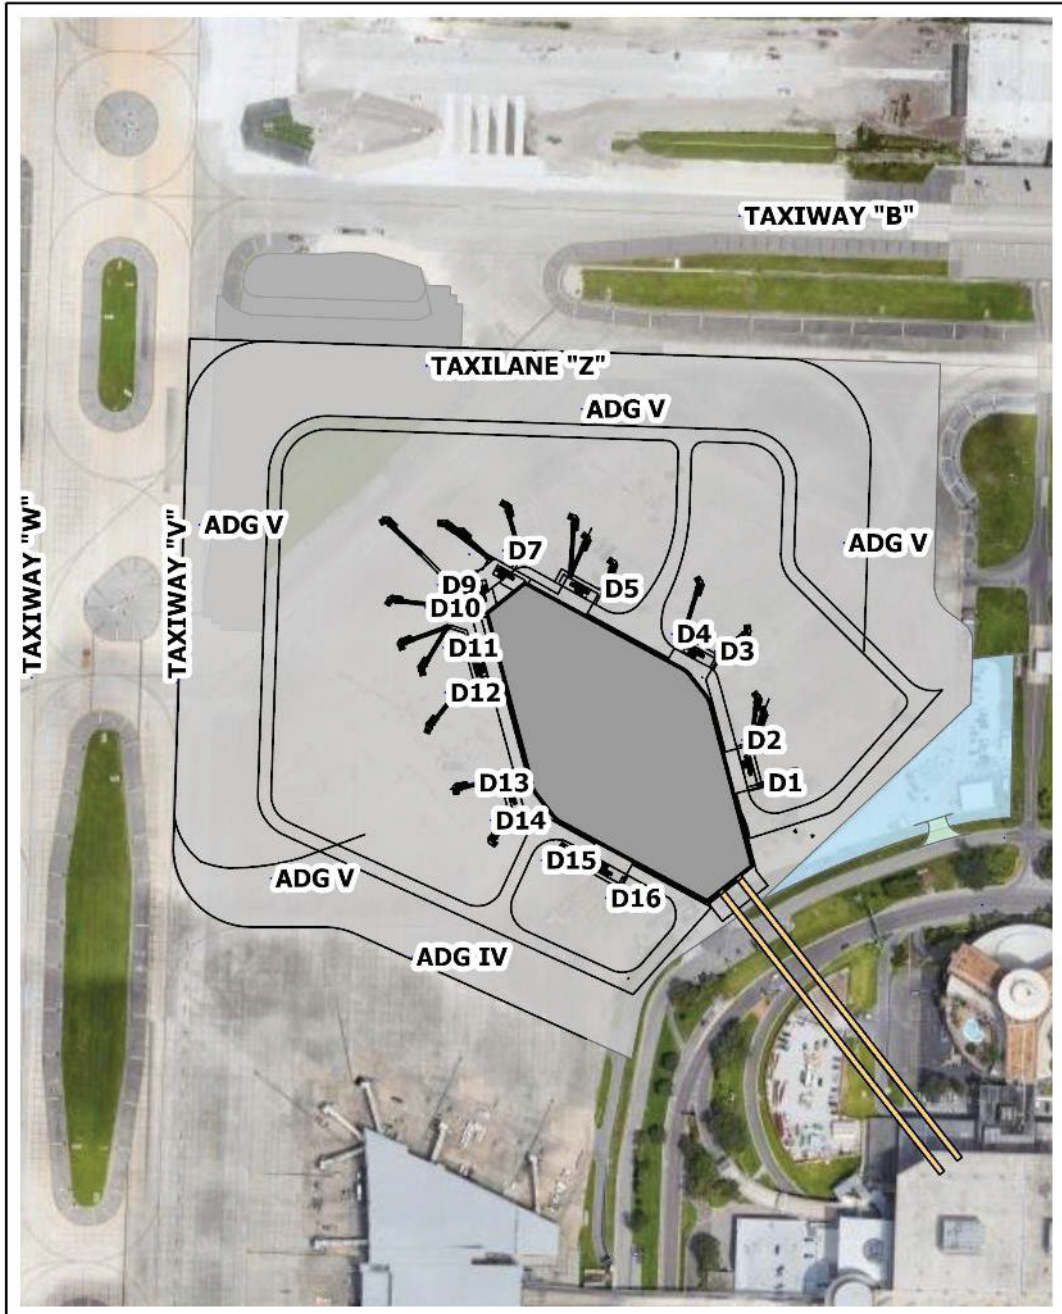 TAXIWAY "B"
TAXILANE "Z"
ADG V
TAXIWAY "W"
TAXIWAY "V"
ADG V
ADG V
D7
D9
D5
D10
D11
D4
D3
D12
D2
D13
D1
D14
D15
ADG V
D16
ADG IV